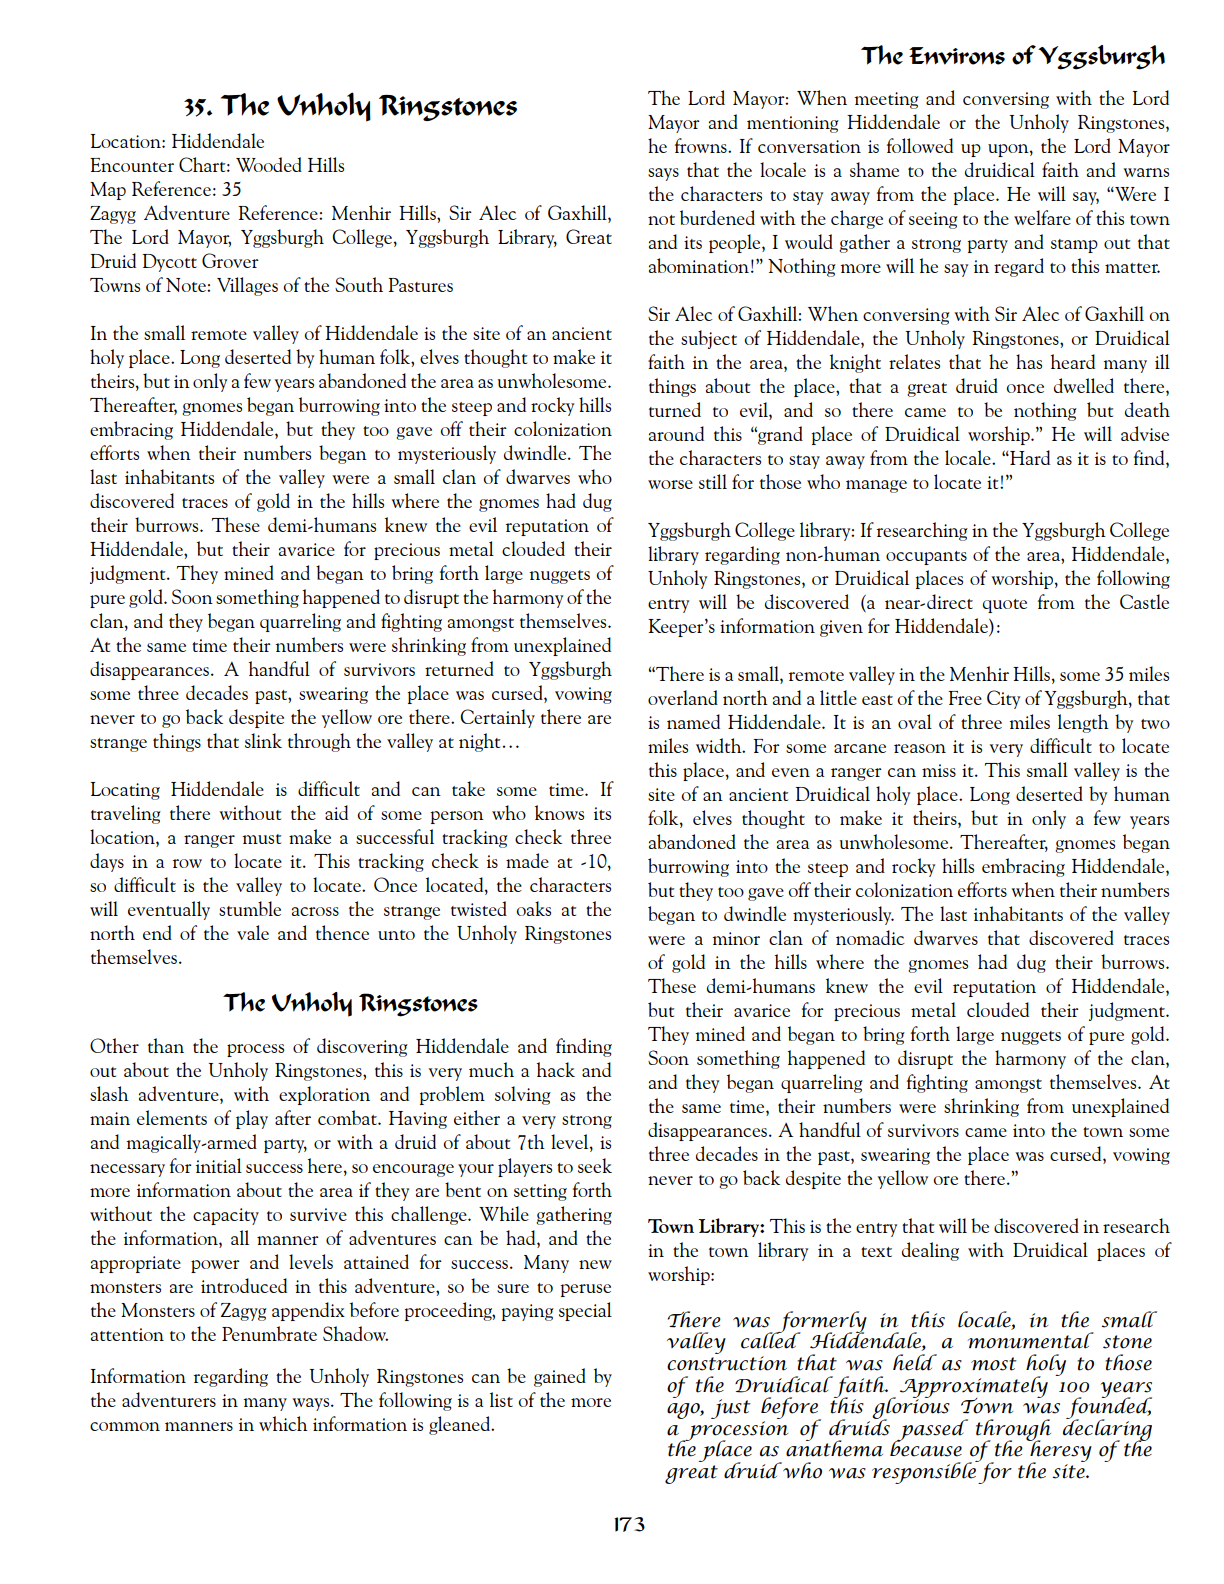 The Environs of Yggsburgh
35. The Unholy Ringstones
Location: Hiddendale
Encounter Chart: Wooded Hills
Map Reference: 35
Zagyg Adventure Reference: Menhir Hills, Sir Alec of Gaxhill,
The Lord Mayor, Yggsburgh College, Yggsburgh Library, Great
Druid Dycott Grover
Towns of Note: Villages of the South Pastures
In the small remote valley of Hiddendale is the site of an ancient
holy place. Long deserted by human folk, elves thought to make it
theirs, but in only a few years abandoned the area as unwholesome.
Thereafter, gnomes began burrowing into the steep and rocky hills
embracing Hiddendale, but they too gave off their colonization
efforts when their numbers began to mysteriously dwindle. The
last inhabitants of the valley were a small clan of dwarves who
discovered traces of gold in the hills where the gnomes had dug
their burrows. These demi-humans knew the evil reputation of
Hiddendale, but their avarice for precious metal clouded their
judgment. They mined and began to bring forth large nuggets of
pure gold. Soon something happened to disrupt the harmony of the
clan, and they began quarreling and fighting amongst themselves.
At the same time their numbers were shrinking from unexplained
disappearances. A handful of survivors returned to Yggsburgh
some three decades past, swearing the place was cursed, vowing
never to go back despite the yellow ore there. Certainly there are
strange things that slink through the valley at night…
Locating Hiddendale is difficult and can take some time. If
traveling there without the aid of some person who knows its
location, a ranger must make a successful tracking check three
days in a row to locate it. This tracking check is made at -10,
so difficult is the valley to locate. Once located, the characters
will eventually stumble across the strange twisted oaks at the
north end of the vale and thence unto the Unholy Ringstones
themselves.
The Unholy Ringstones
Other than the process of discovering Hiddendale and finding
out about the Unholy Ringstones, this is very much a hack and
slash adventure, with exploration and problem solving as the
main elements of play after combat. Having either a very strong
and magically-armed party, or with a druid of about 7th level, is
necessary for initial success here, so encourage your players to seek
more information about the area if they are bent on setting forth
without the capacity to survive this challenge. While gathering
the information, all manner of adventures can be had, and the
appropriate power and levels attained for success. Many new
monsters are introduced in this adventure, so be sure to peruse
the Monsters of Zagyg appendix before proceeding, paying special
attention to the Penumbrate Shadow.
Information regarding the Unholy Ringstones can be gained by
the adventurers in many ways. The following is a list of the more
common manners in which information is gleaned.
The Lord Mayor: When meeting and conversing with the Lord
Mayor and mentioning Hiddendale or the Unholy Ringstones,
he frowns. If conversation is followed up upon, the Lord Mayor
says that the locale is a shame to the druidical faith and warns
the characters to stay away from the place. He will say, “Were I
not burdened with the charge of seeing to the welfare of this town
and its people, I would gather a strong party and stamp out that
abomination!” Nothing more will he say in regard to this matter.
Sir Alec of Gaxhill: When conversing with Sir Alec of Gaxhill on
the subject of Hiddendale, the Unholy Ringstones, or Druidical
faith in the area, the knight relates that he has heard many ill
things about the place, that a great druid once dwelled there,
turned to evil, and so there came to be nothing but death
around this “grand place of Druidical worship.” He will advise
the characters to stay away from the locale. “Hard as it is to find,
worse still for those who manage to locate it!”
Yggsburgh College library: If researching in the Yggsburgh College
library regarding non-human occupants of the area, Hiddendale,
Unholy Ringstones, or Druidical places of worship, the following
entry will be discovered (a near-direct quote from the Castle
Keeper’s information given for Hiddendale):
“There is a small, remote valley in the Menhir Hills, some 35 miles
overland north and a little east of the Free City of Yggsburgh, that
is named Hiddendale. It is an oval of three miles length by two
miles width. For some arcane reason it is very difficult to locate
this place, and even a ranger can miss it. This small valley is the
site of an ancient Druidical holy place. Long deserted by human
folk, elves thought to make it theirs, but in only a few years
abandoned the area as unwholesome. Thereafter, gnomes began
burrowing into the steep and rocky hills embracing Hiddendale,
but they too gave off their colonization efforts when their numbers
began to dwindle mysteriously. The last inhabitants of the valley
were a minor clan of nomadic dwarves that discovered traces
of gold in the hills where the gnomes had dug their burrows.
These demi-humans knew the evil reputation of Hiddendale,
but their avarice for precious metal clouded their judgment.
They mined and began to bring forth large nuggets of pure gold.
Soon something happened to disrupt the harmony of the clan,
and they began quarreling and fighting amongst themselves. At
the same time, their numbers were shrinking from unexplained
disappearances. A handful of survivors came into the town some
three decades in the past, swearing the place was cursed, vowing
never to go back despite the yellow ore there.”
Town Library: This is the entry that will be discovered in research
in the town library in a text dealing with Druidical places of
worship:
There was formerly in this locale, in the small
valley called Hiddendale, a monumental stone
construction that was held as most holy to those
of the Druidical faith. Approximately 100 years
ago, just before this glorious Town was founded,
a procession of druids passed through declaring
the place as anathema because of the heresy of the
great druid who was responsible for the site.
173